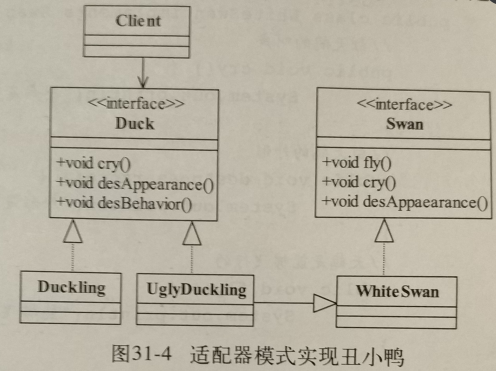 Client
<<interface>>
Duck
+void cry()
+void desAppearance()
+void desBehavior()
<<interface>>
Swan
+void fly()
+void cry()
+void desAppaearance()
Duckling
UglyDuckling
WhiteSwan
图31-4 适配器模式实现丑小鸭